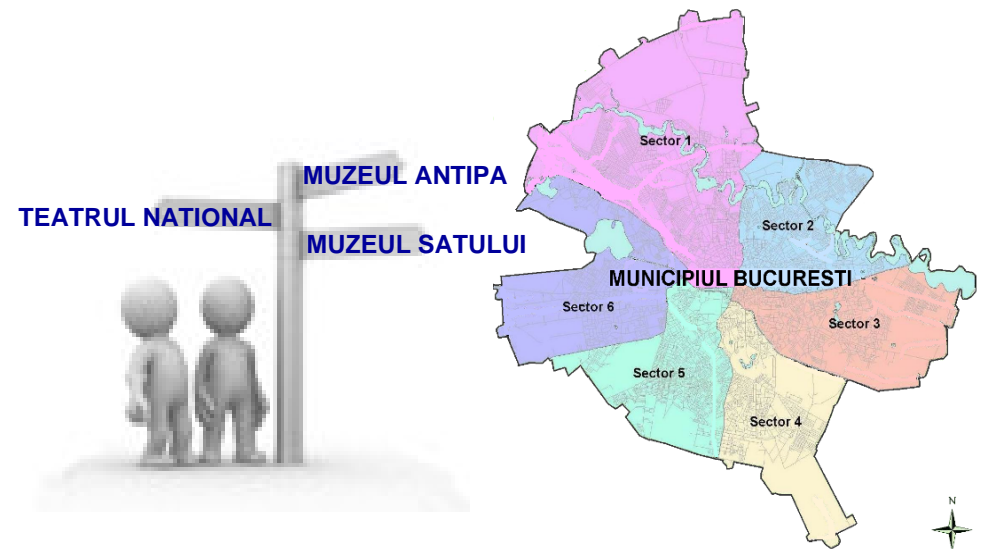 MUZEUL ANTIPA
TEATRUL NATIONAL
MUZEUL SATULUI
Sector 1
Sector 2
MUNICIPIUL BUCURESTI
Sector 6
Sector 3
Sector 5
Sector 4
N